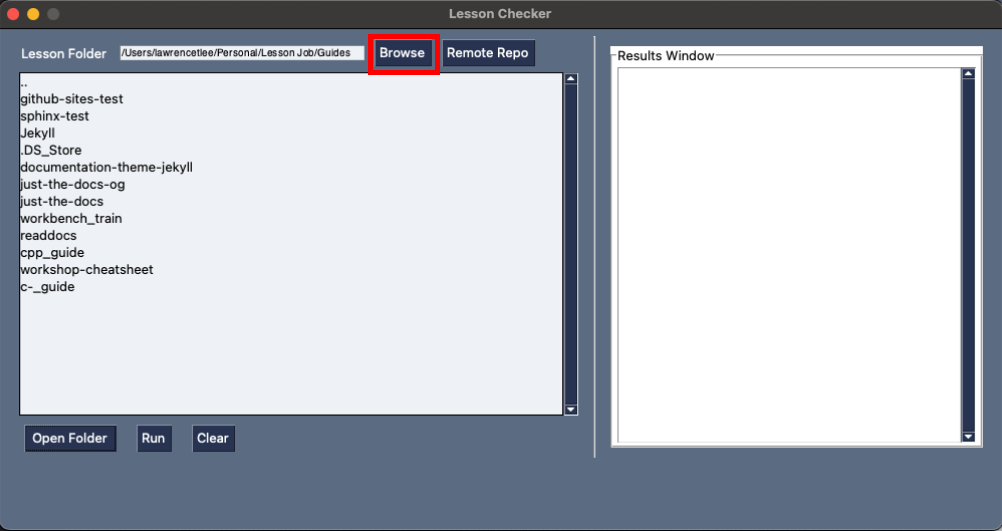 Lesson Checker
Lesson Folder /Users/lawrencetlee/Personal/Lesson Job/Guides Browse Remote Repo
..
github-sites-test
sphinx-test
Jekyll
.DS_Store
documentation-theme-jekyll
just-the-docs-og
just-the-docs
workbench_train
readdocs
cpp_guide
workshop-cheatsheet
c-_guide
Open Folder Run Clear
Results Window